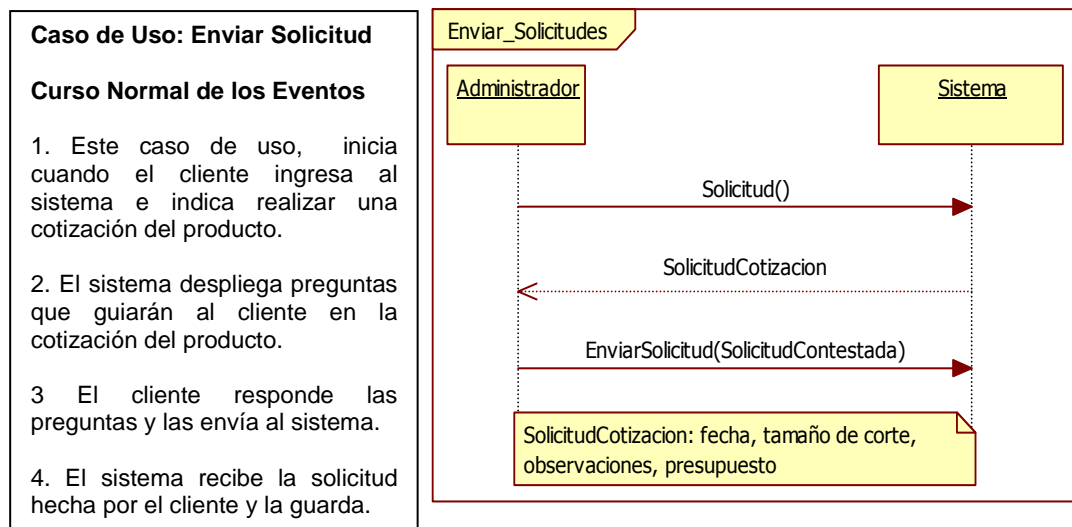 Caso de Uso: Enviar Solicitud
Curso Normal de los Eventos
1. Este caso de uso, inicia
cuando el cliente ingresa al
sistema e indica realizar una
cotización del producto.
2. El sistema despliega preguntas
que guiarán al cliente en la
cotización del producto.
3 El cliente responde las
preguntas y las envía al sistema.
4. El sistema recibe la solicitud
hecha por el cliente y la guarda.
Enviar_Solicitudes
Administrador
Sistema
Solicitud()
SolicitudCotizacion
EnviarSolicitud(SolicitudContestada)
SolicitudCotizacion: fecha, tamaño de corte,
observaciones, presupuesto